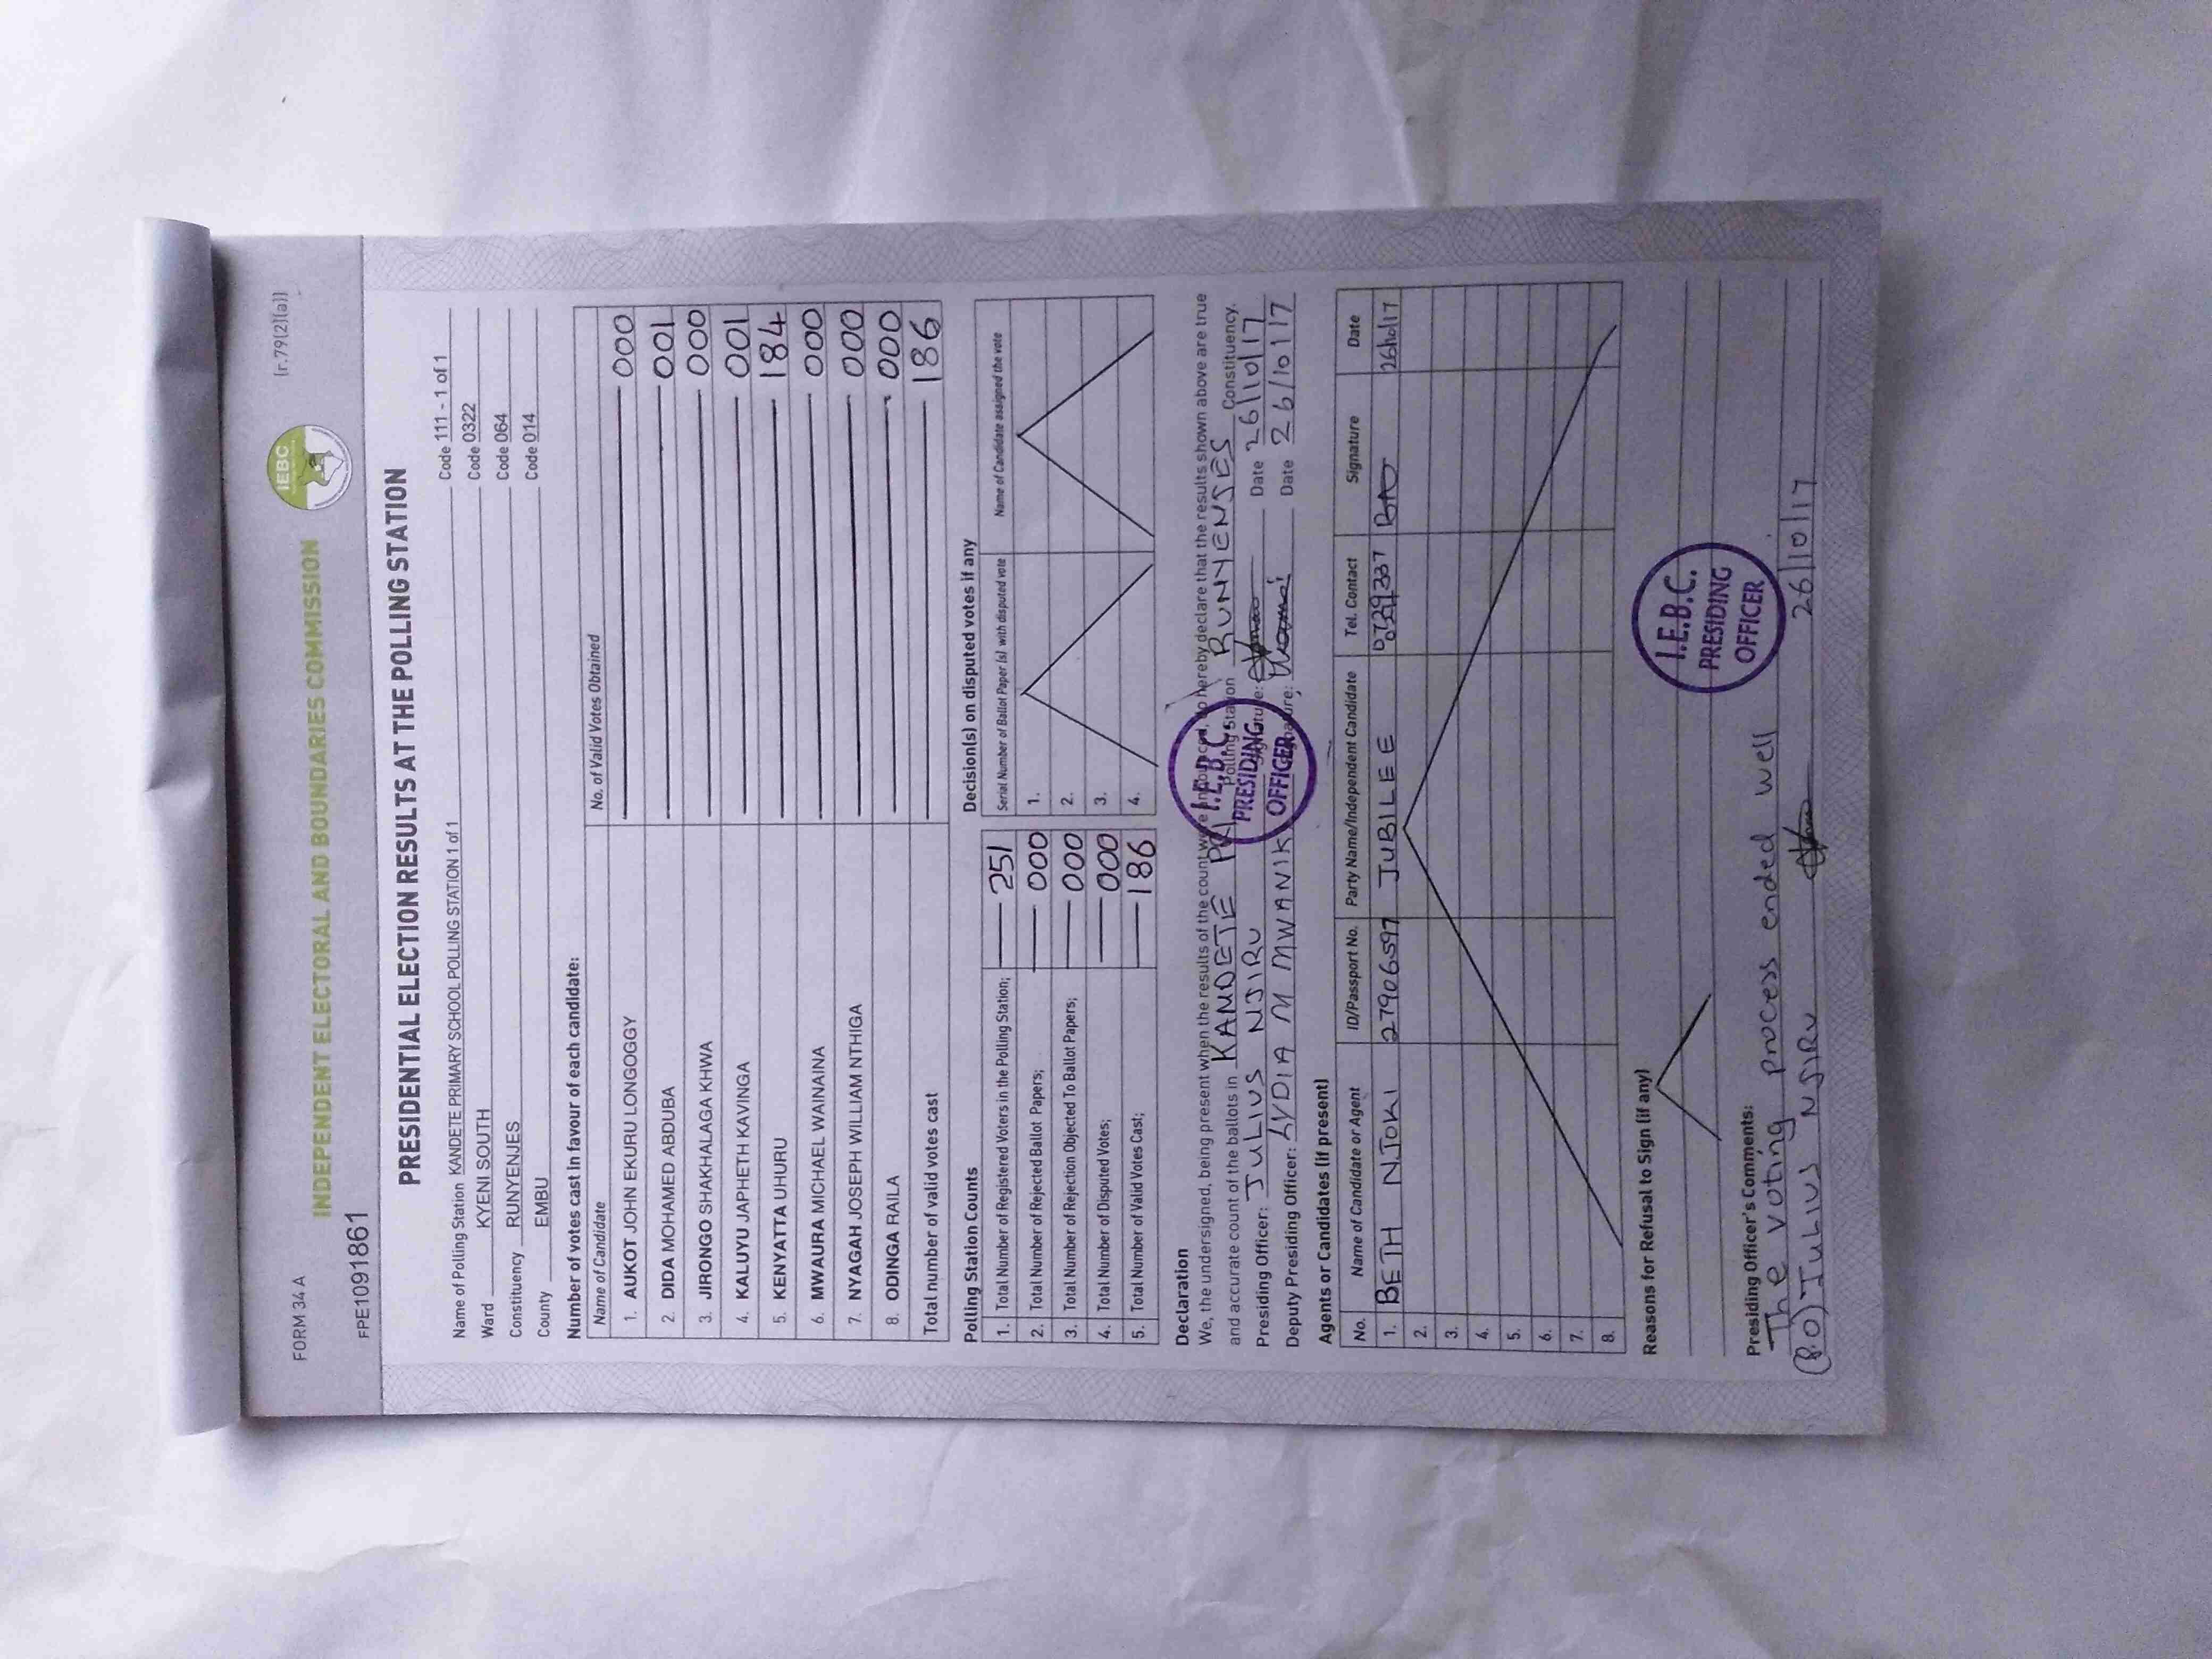 FORM 34 A
(r.79(2)(a))
IEBC
INDEPENDENT ELECTORAL AND BOUNDARIES COMMISSION
FPE1091861
PRESIDENTIAL ELECTION RESULTS AT THE POLLING STATION
Name of Polling Station KANDETE PRIMARY SCHOOL POLLING STATION 1 of 1 Code 111 - 1 of 1
Ward KYENI SOUTH Code 0322
Constituency RUNYENJES Code 064
County EMBU Code 014
Number of votes cast in favour of each candidate:
Name of Candidate No. of Valid Votes Obtained
1. AUKOT JOHN EKURU LONGOGGY 000
2. DIDA MOHAMED ABDUBA 001
3. JIRONGO SHAKHALAGA KHWA 000
4. KALUYU JAPHETH KAVINGA 001
5. KENYATTA UHURU 184
6. MWAURA MICHAEL WAINAINA 000
7. NYAGAH JOSEPH WILLIAM NTHIGA 000
8. ODINGA RAILA 000
Total number of valid votes cast 186
Polling Station Counts Decision(s) on disputed votes if any
Serial Number of Ballot Paper (s) with disputed vote Name of Candidate assigned the vote
1. Total Number of Registered Voters in the Polling Station; 251 1.
2. Total Number of Rejected Ballot Papers; 000 2.
3. Total Number of Rejection Objected To Ballot Papers; 000 3.
4. Total Number of Disputed Votes; 000 4.
5. Total Number of Valid Votes Cast; 186
Declaration
We, the undersigned, being present when the results of the count were announced, do hereby declare that the results shown above are true
and accurate count of the ballots in KANDETE PRI Polling Station RUNYENSES Constituency.
Presiding Officer: JULIUS NJIRU Signature: Date 26/10/17
Deputy Presiding Officer: LYDIA M MWANIKI Signature: Date 26/10/17
I.E.B.C.
PRESIDING
OFFICER
Agents or Candidates (if present)
No. Name of Candidate or Agent ID/Passport No. Party Name/Independent Candidate Tel. Contact Signature Date
1. BETH NJOKI 27906597 JUBILEE 26/10/17
2.
3.
4.
5.
6.
7.
8.
Reasons for Refusal to Sign (if any)
I.E.B.C.
PRESIDING
OFFICER
Presiding Officer's Comments:
The voting process ended well
(P.O) JULIUS NJIRU 26/10/17